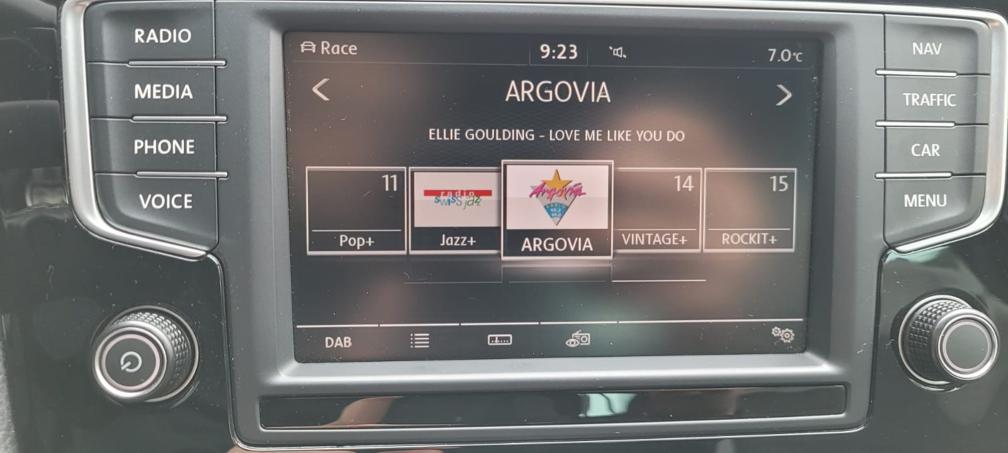 RADIO
MEDIA
PHONE
VOICE
Race 9:23 7.0°C
ARGOVIA
ELLIE GOULDING - LOVE ME LIKE YOU DO
11
Pop+
radio
swiss jazz
Jazz+
Argovia
ARGOVIA
14
VINTAGE+
15
ROCKIT+
DAB
NAV
TRAFFIC
CAR
MENU